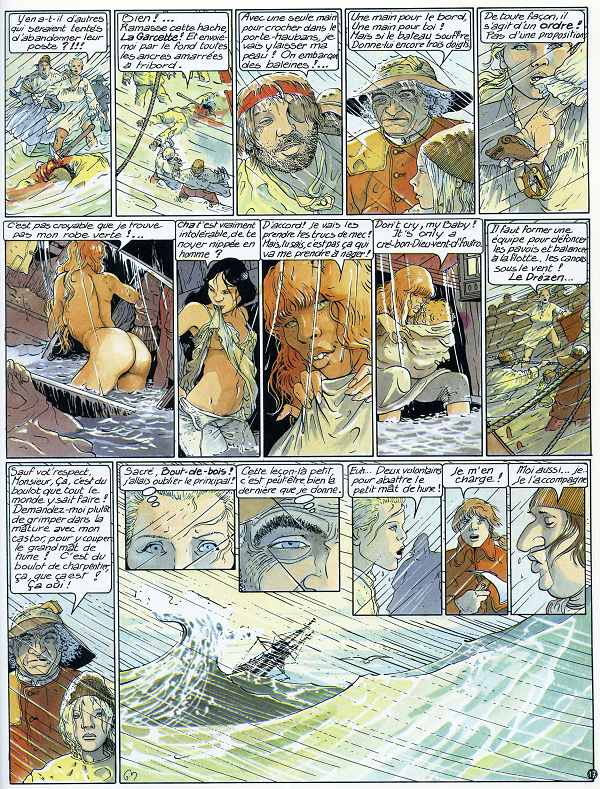 Y en a-t-il d'autres
qui seraient tentés
d'abandonner leur
poste ? !!!
Bien !...
Ramasse cette hache
La Garcette ! Et envoie-
moi par le fond toutes
les ancres amarrées
à tribord.
Avec une seule main
pour crocher dans le
porte-haubans, je
vais y laisser ma
peau ! On embarque
des baleines !...
Une main pour le bord,
Une main pour toi !
Mais si le bateau souffre,
Donne-lui encore trois doigts.
De toute façon, il
s'agit d'un ordre !
Pas d'une proposition
C'est pas croyable que je trouve
pas mon robe verte !...
Cha t'est vraiment
intolérable, de te
noyer nippée en
homme ?
D'accord ! Je vais les
prendre les trucs de mec !
Mais, tu sais, c'est pas ça qui
va me prendre à nager !
Don't cry, my Baby !
It's only a
cré-bon-Dieu-vent-d'Noutro.
Il faut former une
équipe pour défoncer
les pavois et balancer
à la flotte.. les canots
sous le vent !
Le Drézen...
Sauf vot' respect,
Monsieur, Ça, c'est du
boulot que tout le
monde y sait faire !
Demandez-moi plutôt
de grimper dans la
mâture avec mon
castor, pour y couper
le grand mât de
hune ! C'est du
boulot de charpentier,
ça, que ça est !
Ça oui !
Sacré, Bout-de-bois !
J'allais oublier le principal !
Cette leçon-là petit,
c'est peut être bien la
dernière que je donne.
Euh... Deux volontaires
pour abattre le
petit mât de hune !
Je m'en
charge !
Moi aussi... je..
Je l'accompagne
17